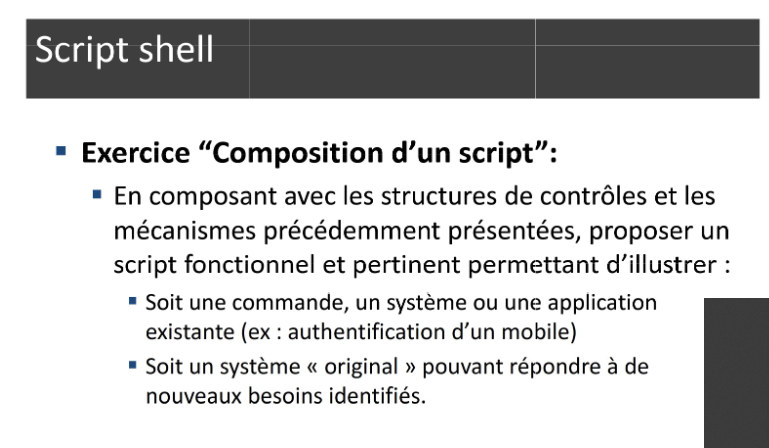 Script shell
▪ Exercice “Composition d’un script”:
▪ En composant avec les structures de contrôles et les
mécanismes précédemment présentées, proposer un
script fonctionnel et pertinent permettant d’illustrer :
▪ Soit une commande, un système ou une application
existante (ex : authentification d’un mobile)
▪ Soit un système « original » pouvant répondre à de
nouveaux besoins identifiés.